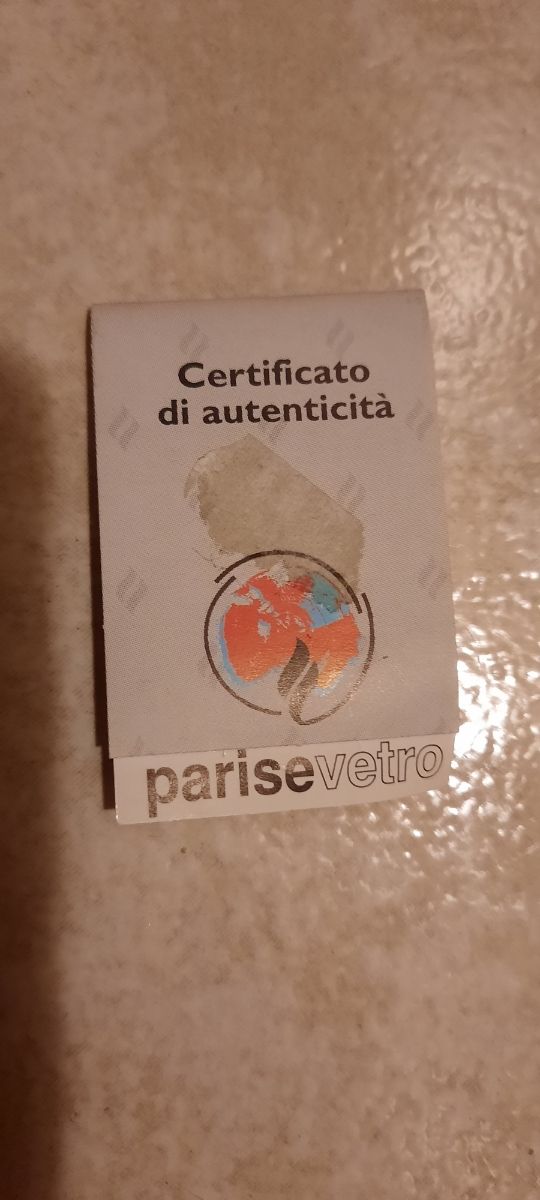 Certificato
di autenticità
parisevetro